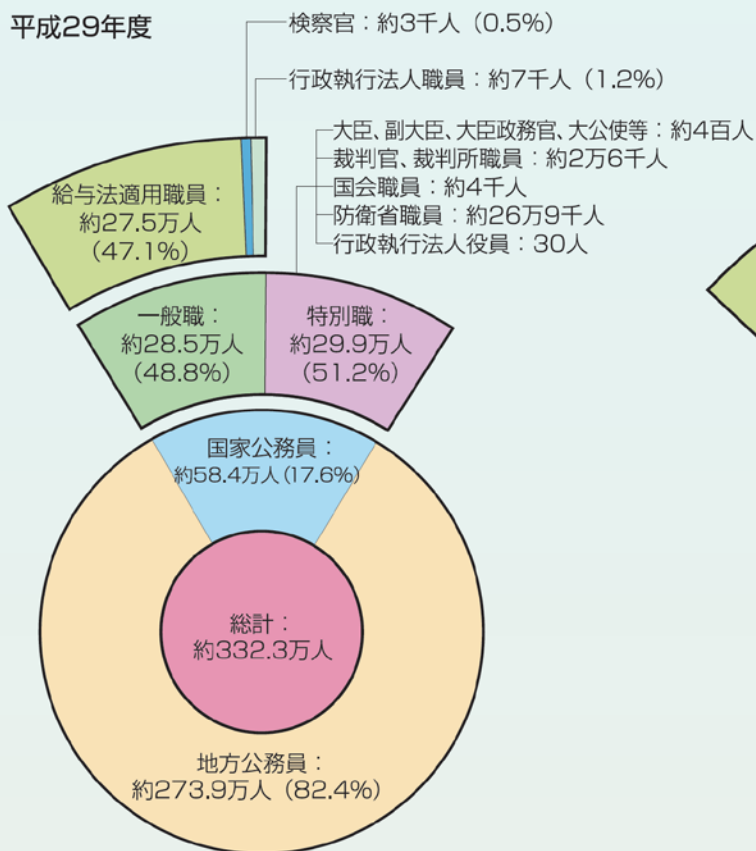 平成29年度
検察官：約3千人（0.5%）
行政執行法人職員：約7千人（1.2%）
大臣、副大臣、大臣政務官、大公使等：約4百人
裁判官、裁判所職員：約2万6千人
国会職員：約4千人
防衛省職員：約26万9千人
行政執行法人役員：30人
給与法適用職員：
約27.5万人
（47.1%）
一般職：
約28.5万人
（48.8%）
特別職：
約29.9万人
（51.2%）
国家公務員：
約58.4万人（17.6%）
総計：
約332.3万人
地方公務員：
約273.9万人（82.4%）